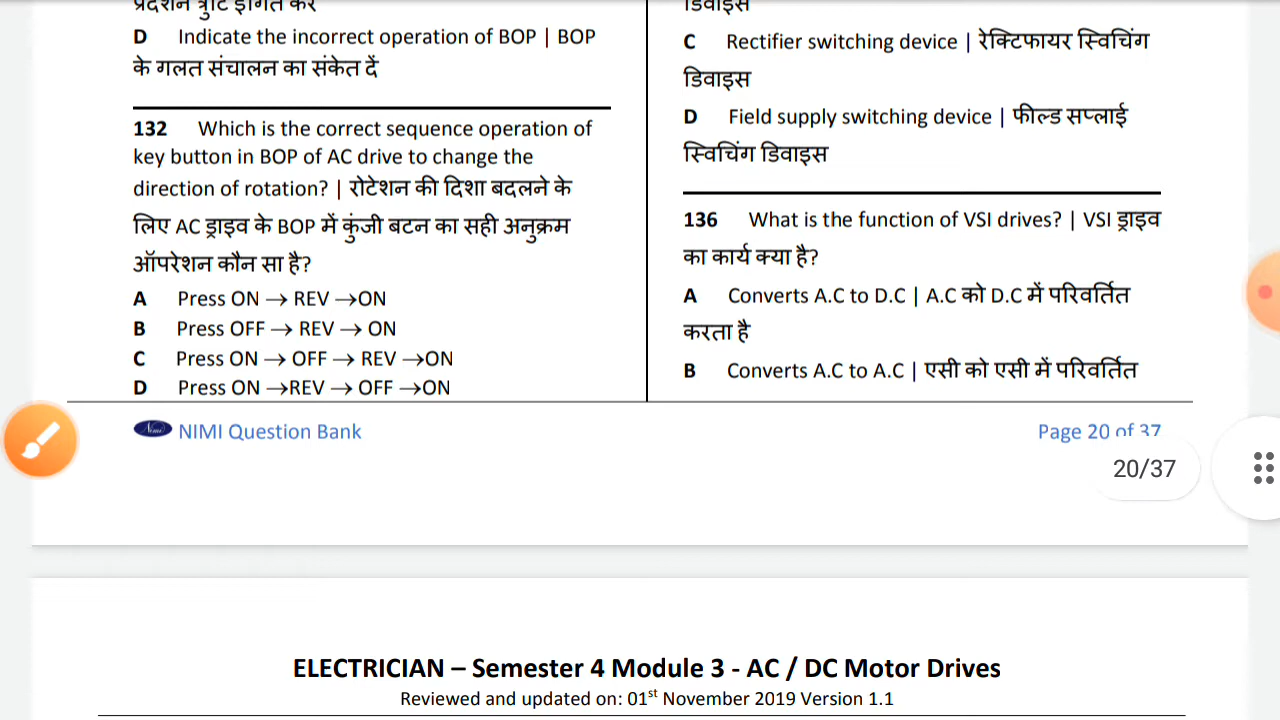 प्रदर्शन त्रुटि इंगित करें
D Indicate the incorrect operation of BOP | BOP
के गलत संचालन का संकेत दें
132 Which is the correct sequence operation of
key button in BOP of AC drive to change the
direction of rotation? | रोटेशन की दिशा बदलने के
लिए AC ड्राइव के BOP में कुंजी बटन का सही अनुक्रम
ऑपरेशन कौन सा है?
A Press ON → REV →ON
B Press OFF → REV → ON
C Press ON → OFF → REV →ON
D Press ON →REV → OFF →ON
डिवाइस
C Rectifier switching device | रेक्टिफायर स्विचिंग
डिवाइस
D Field supply switching device | फील्ड सप्लाई
स्विचिंग डिवाइस
136 What is the function of VSI drives? | VSI ड्राइव
का कार्य क्या है?
A Converts A.C to D.C | A.C को D.C में परिवर्तित
करता है
B Converts A.C to A.C | एसी को एसी में परिवर्तित
Nimi NIMI Question Bank
Page 20 of 37
20/37
ELECTRICIAN – Semester 4 Module 3 - AC / DC Motor Drives
Reviewed and updated on: 01st November 2019 Version 1.1